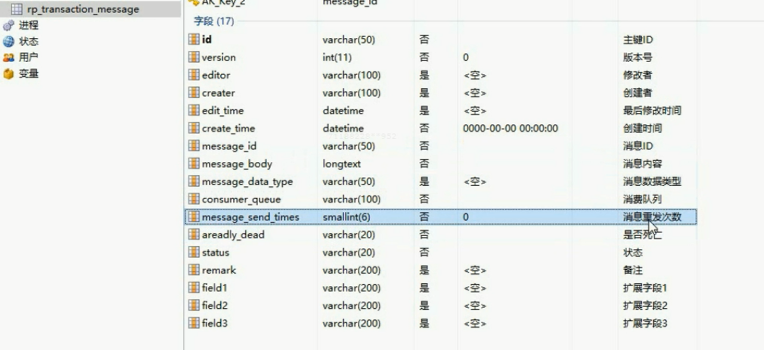 rp_transaction_message
进程
状态
用户
变量
AK_Key_2 message_id
字段 (17)
id varchar(50) 否 主键ID
version int(11) 否 0 版本号
editor varchar(100) 是 <空> 修改者
creater varchar(100) 是 <空> 创建者
edit_time datetime 是 <空> 最后修改时间
create_time datetime 否 0000-00-00 00:00:00 创建时间
message_id varchar(50) 否 消息ID
message_body longtext 否 消息内容
message_data_type varchar(50) 是 <空> 消息数据类型
consumer_queue varchar(100) 否 消费队列
message_send_times smallint(6) 否 0 消息重发次数
areadly_dead varchar(20) 否 是否死亡
status varchar(20) 否 状态
remark varchar(200) 是 <空> 备注
field1 varchar(200) 是 <空> 扩展字段1
field2 varchar(200) 是 <空> 扩展字段2
field3 varchar(200) 是 <空> 扩展字段3